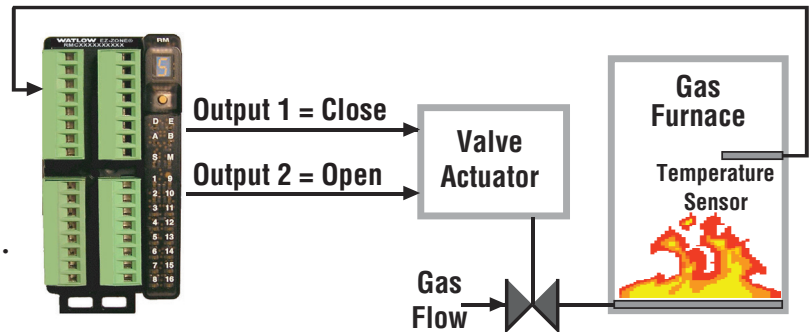 WATLOW EZ-ZONE®
RMCXXXXXXXXXX
RM
5
D E
A B
S M
1 9
2 10
3 11
4 12
5 13
6 14
7 15
8 16
Output 1 = Close
Output 2 = Open
Valve
Actuator
Gas
Flow
Gas
Furnace
Temperature
Sensor
.